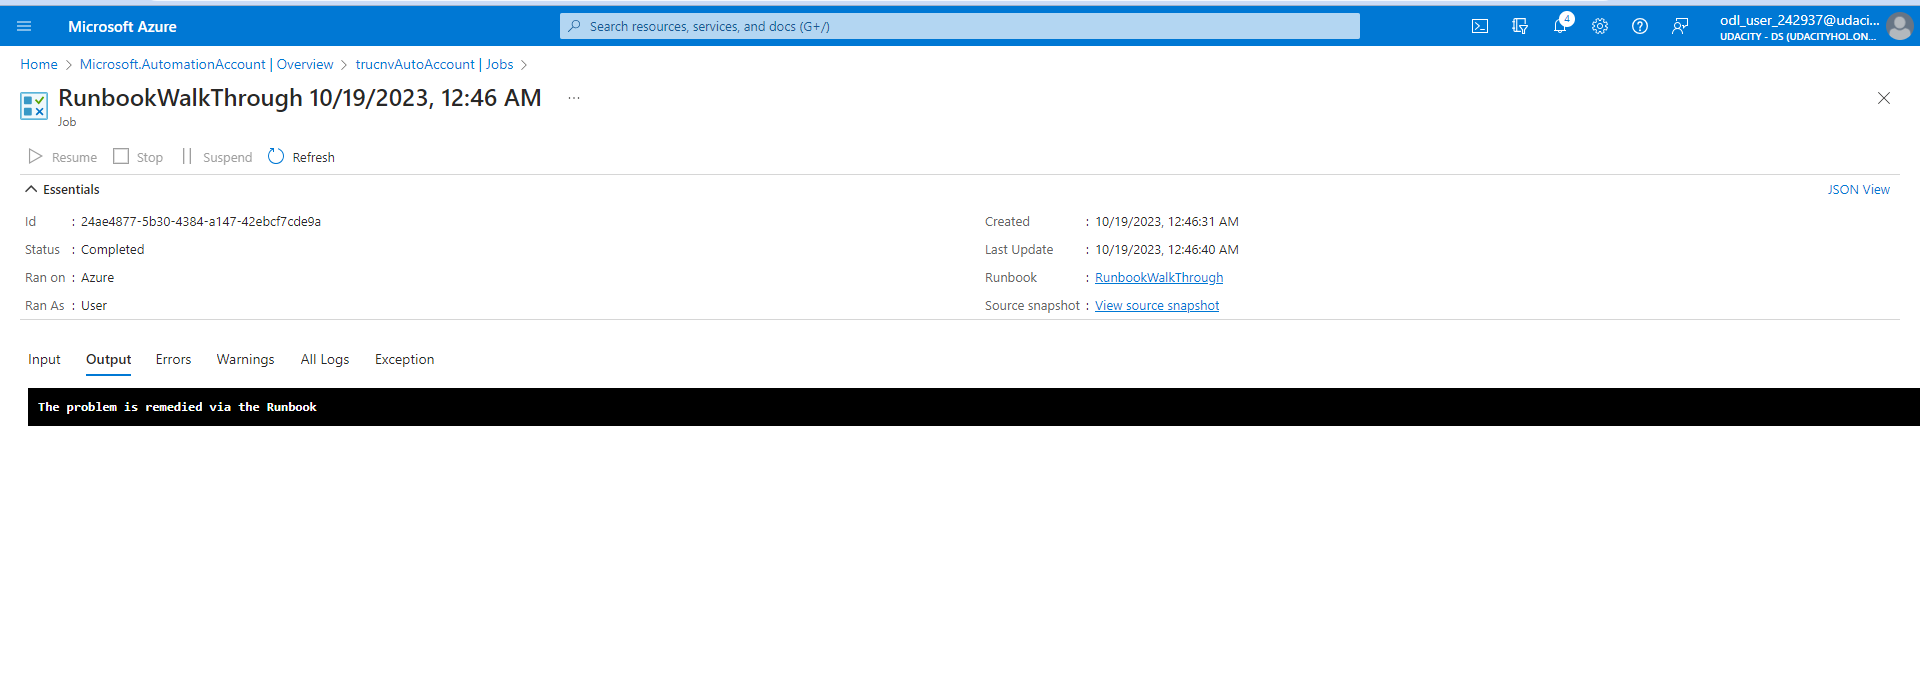 Microsoft Azure
Search resources, services, and docs (G+/)
4
odl_user_242937@udaci...
UDACITY - DS (UDACITYHOL.ON...
Home > Microsoft.AutomationAccount | Overview > trucnvAutoAccount | Jobs >
RunbookWalkThrough 10/19/2023, 12:46 AM ...
Job
Resume Stop Suspend Refresh
Essentials
JSON View
Id : 24ae4877-5b30-4384-a147-42ebcf7cde9a
Status : Completed
Ran on : Azure
Ran As : User
Created : 10/19/2023, 12:46:31 AM
Last Update : 10/19/2023, 12:46:40 AM
Runbook : RunbookWalkThrough
Source snapshot : View source snapshot
Input Output Errors Warnings All Logs Exception
The problem is remedied via the Runbook